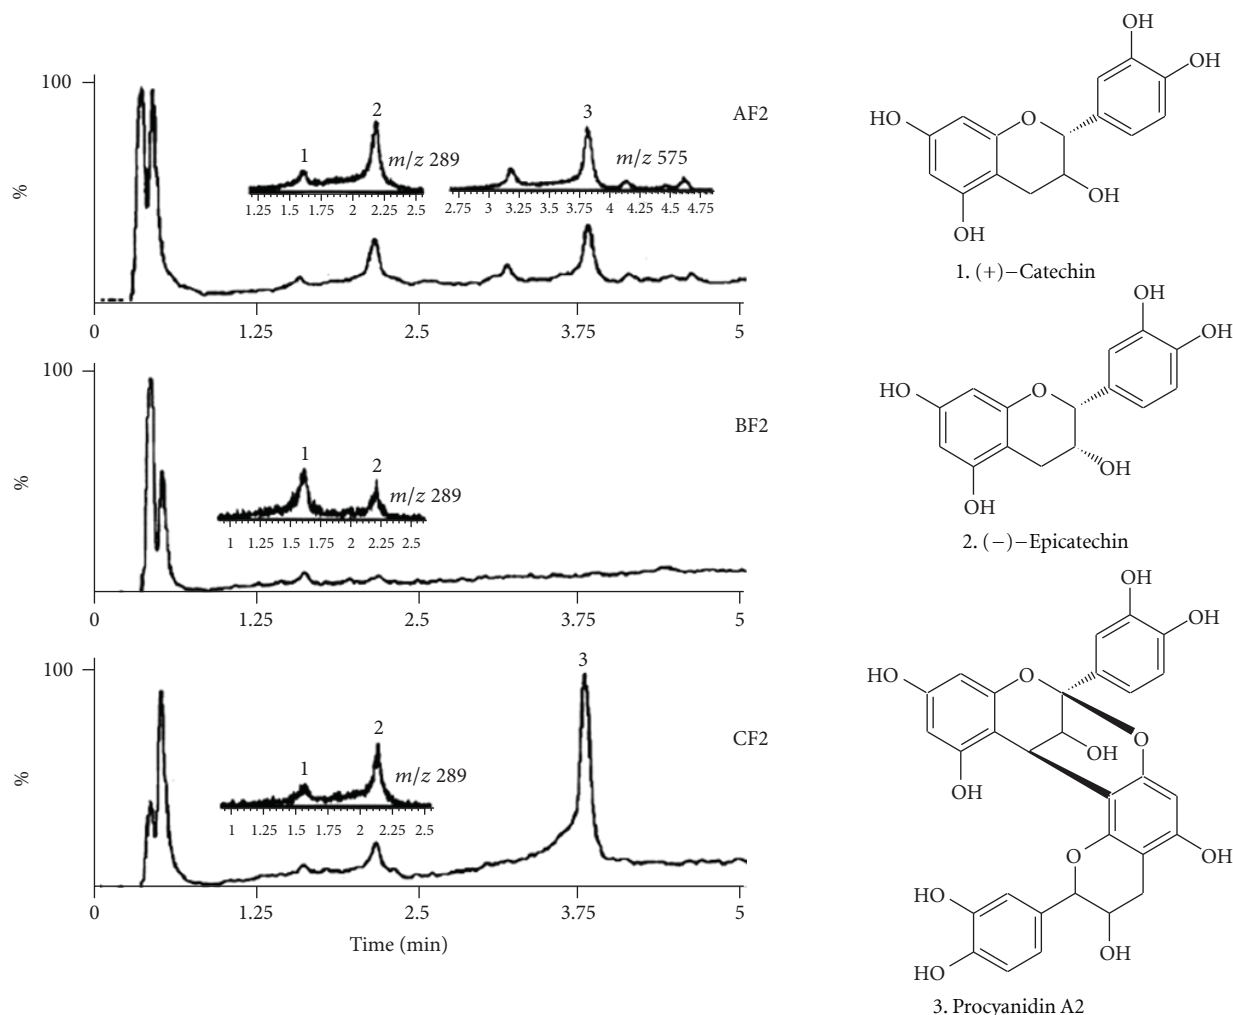 100
%
AF2
1
2
m/z 289
1.25 1.5 1.75 2 2.25 2.5
3
m/z 575
2.75 3 3.25 3.5 3.75 4 4.25 4.5 4.75
0 1.25 2.5 3.75 5
100
%
BF2
1
2
m/z 289
1 1.25 1.5 1.75 2 2.25 2.5
0 1.25 2.5 3.75 5
100
%
CF2
1
2
m/z 289
1 1.25 1.5 1.75 2 2.25 2.5
3
0 1.25 2.5 3.75 5
Time (min)
OH
OH
HO
O
OH
OH
1. (+)−Catechin
OH
OH
HO
O
OH
OH
2. (−)−Epicatechin
OH
OH
HO
O
OH
O
OH
O
OH
HO
OH
HO
3. Procyanidin A2